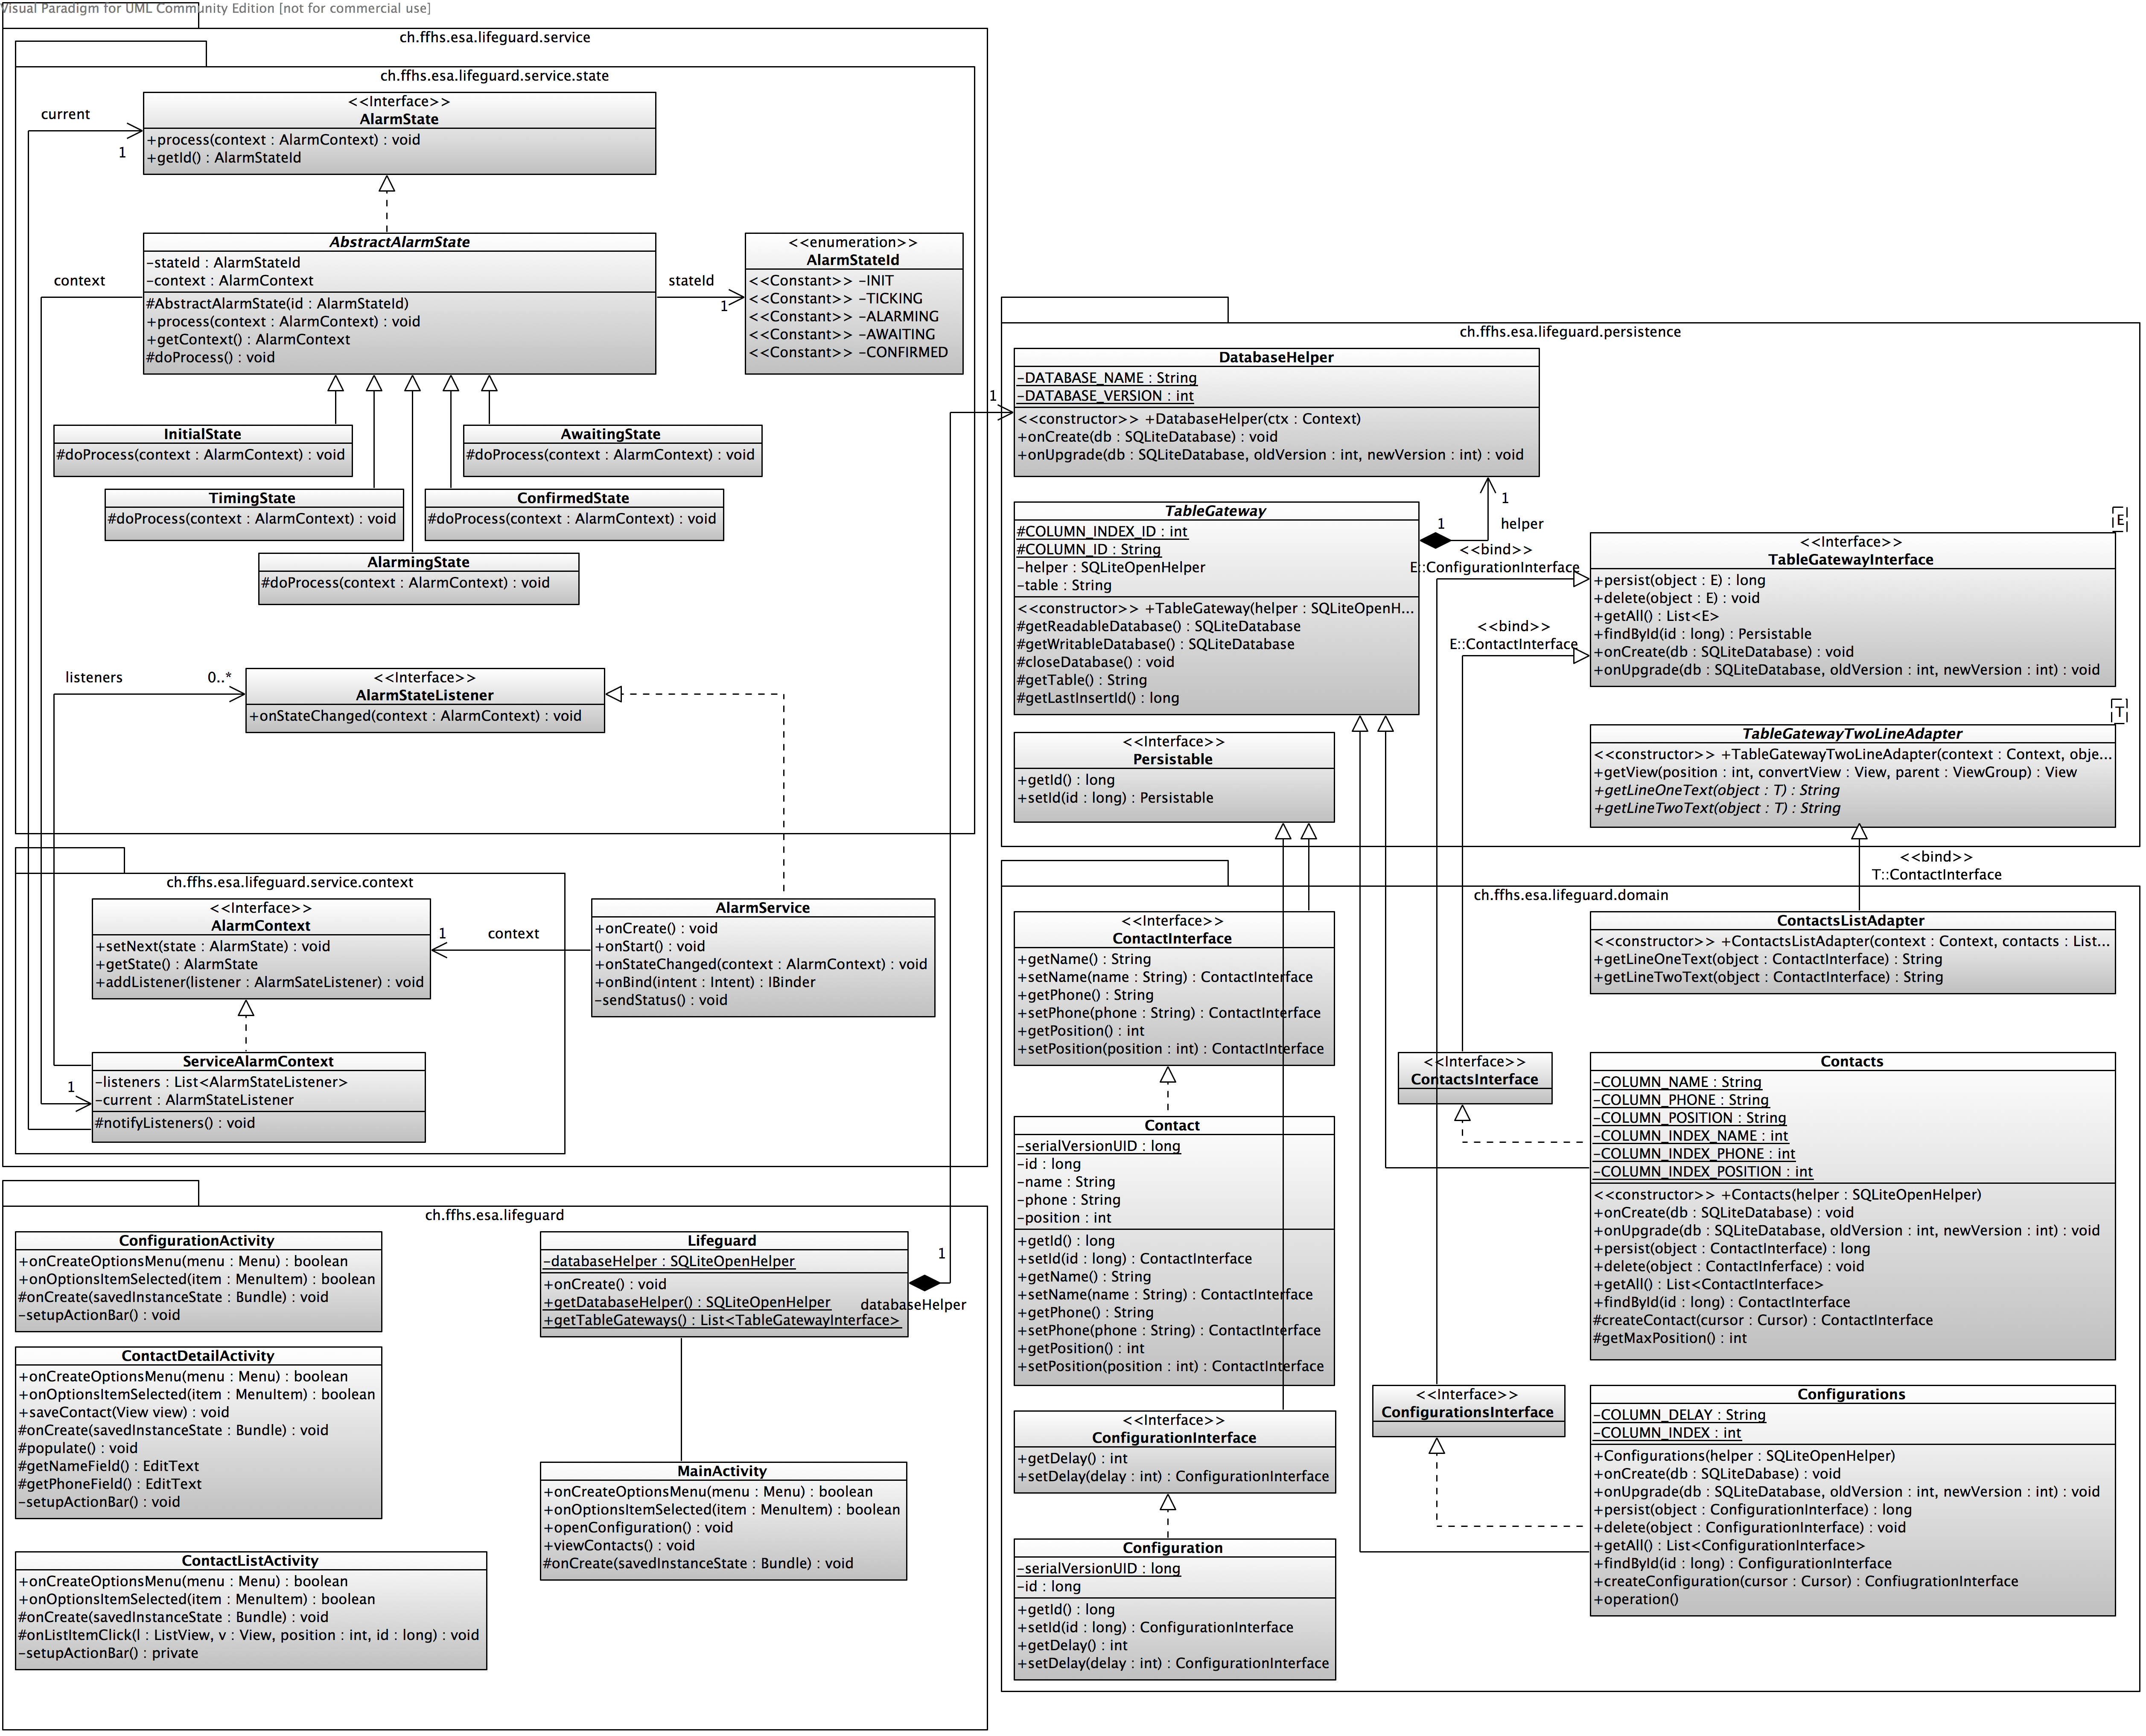 Visual Paradigm for UML Community Edition [not for commercial use]
ch.ffhs.esa.lifeguard.service
ch.ffhs.esa.lifeguard.service.state
current
1
<<Interface>>
AlarmState
+process(context : AlarmContext) : void
+getId() : AlarmStateId
context
AbstractAlarmState
-stateId : AlarmStateId
-context : AlarmContext
#AbstractAlarmState(id : AlarmStateId)
+process(context : AlarmContext) : void
+getContext() : AlarmContext
#doProcess() : void
stateId
1
<<enumeration>>
AlarmStateId
<<Constant>> -INIT
<<Constant>> -TICKING
<<Constant>> -ALARMING
<<Constant>> -AWAITING
<<Constant>> -CONFIRMED
InitialState
#doProcess(context : AlarmContext) : void
AwaitingState
#doProcess(context : AlarmContext) : void
TimingState
#doProcess(context : AlarmContext) : void
ConfirmedState
#doProcess(context : AlarmContext) : void
AlarmingState
#doProcess(context : AlarmContext) : void
listeners
0..*
<<Interface>>
AlarmStateListener
+onStateChanged(context : AlarmContext) : void
ch.ffhs.esa.lifeguard.service.context
<<Interface>>
AlarmContext
+setNext(state : AlarmState) : void
+getState() : AlarmState
+addListener(listener : AlarmSateListener) : void
1
context
AlarmService
+onCreate() : void
+onStart() : void
+onStateChanged(context : AlarmContext) : void
+onBind(intent : Intent) : IBinder
-sendStatus() : void
1
ServiceAlarmContext
-listeners : List<AlarmStateListener>
-current : AlarmStateListener
#notifyListeners() : void
ch.ffhs.esa.lifeguard
ConfigurationActivity
+onCreateOptionsMenu(menu : Menu) : boolean
+onOptionsItemSelected(item : MenuItem) : boolean
#onCreate(savedInstanceState : Bundle) : void
-setupActionBar() : void
ContactDetailActivity
+onCreateOptionsMenu(menu : Menu) : boolean
+onOptionsItemSelected(item : MenuItem) : boolean
+saveContact(View view) : void
#onCreate(savedInstanceState : Bundle) : void
#populate() : void
#getNameField() : EditText
#getPhoneField() : EditText
-setupActionBar() : void
ContactListActivity
+onCreateOptionsMenu(menu : Menu) : boolean
+onOptionsItemSelected(item : MenuItem) : boolean
#onCreate(savedInstanceState : Bundle) : void
#onListItemClick(l : ListView, v : View, position : int, id : long) : void
-setupActionBar() : private
Lifeguard
-databaseHelper : SQLiteOpenHelper
+onCreate() : void
+getDatabaseHelper() : SQLiteOpenHelper
+getTableGateways() : List<TableGatewayInterface>
1
databaseHelper
1
MainActivity
+onCreateOptionsMenu(menu : Menu) : boolean
+onOptionsItemSelected(item : MenuItem) : boolean
+openConfiguration() : void
+viewContacts() : void
#onCreate(savedInstanceState : Bundle) : void
ch.ffhs.esa.lifeguard.persistence
DatabaseHelper
-DATABASE_NAME : String
-DATABASE_VERSION : int
<<constructor>> +DatabaseHelper(ctx : Context)
+onCreate(db : SQLiteDatabase) : void
+onUpgrade(db : SQLiteDatabase, oldVersion : int, newVersion : int) : void
TableGateway
#COLUMN_INDEX_ID : int
#COLUMN_ID : String
-helper : SQLiteOpenHelper
-table : String
<<constructor>> +TableGateway(helper : SQLiteOpenH...
#getReadableDatabase() : SQLiteDatabase
#getWritableDatabase() : SQLiteDatabase
#closeDatabase() : void
#getTable() : String
#getLastInsertId() : long
1
1
helper
<<bind>>
E::ConfigurationInterface
<<bind>>
E::ContactInterface
E
<<Interface>>
TableGatewayInterface
+persist(object : E) : long
+delete(object : E) : void
+getAll() : List<E>
+findById(id : long) : Persistable
+onCreate(db : SQLiteDatabase) : void
+onUpgrade(db : SQLiteDatabase, oldVersion : int, newVersion : int) : void
<<Interface>>
Persistable
+getId() : long
+setId(id : long) : Persistable
T
TableGatewayTwoLineAdapter
<<constructor>> +TableGatewayTwoLineAdapter(context : Context, obje...
+getView(position : int, convertView : View, parent : ViewGroup) : View
+getLineOneText(object : T) : String
+getLineTwoText(object : T) : String
<<bind>>
T::ContactInterface
ch.ffhs.esa.lifeguard.domain
<<Interface>>
ContactInterface
+getName() : String
+setName(name : String) : ContactInterface
+getPhone() : String
+setPhone(phone : String) : ContactInterface
+getPosition() : int
+setPosition(position : int) : ContactInterface
ContactsListAdapter
<<constructor>> +ContactsListAdapter(context : Context, contacts : List...
+getLineOneText(object : ContactInterface) : String
+getLineTwoText(object : ContactInterface) : String
<<Interface>>
ContactsInterface
Contacts
-COLUMN_NAME : String
-COLUMN_PHONE : String
-COLUMN_POSITION : String
-COLUMN_INDEX_NAME : int
-COLUMN_INDEX_PHONE : int
-COLUMN_INDEX_POSITION : int
<<constructor>> +Contacts(helper : SQLiteOpenHelper)
+onCreate(db : SQLiteDatabase) : void
+onUpgrade(db : SQLiteDatabase, oldVersion : int, newVersion : int) : void
+persist(object : ContactInterface) : long
+delete(object : ContactInferface) : void
+getAll() : List<ContactInterface>
+findById(id : long) : ContactInterface
#createContact(cursor : Cursor) : ContactInterface
#getMaxPosition() : int
Contact
-serialVersionUID : long
-id : long
-name : String
-phone : String
-position : int
+getId() : long
+setId(id : long) : ContactInterface
+getName() : String
+setName(name : String) : ContactInterface
+getPhone() : String
+setPhone(phone : String) : ContactInterface
+getPosition() : int
+setPosition(position : int) : ContactInterface
<<Interface>>
ConfigurationInterface
+getDelay() : int
+setDelay(delay : int) : ConfigurationInterface
<<Interface>>
ConfigurationsInterface
Configurations
-COLUMN_DELAY : String
-COLUMN_INDEX : int
+Configurations(helper : SQLiteOpenHelper)
+onCreate(db : SQLiteDabase) : void
+onUpgrade(db : SQLiteDatabase, oldVersion : int, newVersion : int) : void
+persist(object : ConfigurationInterface) : long
+delete(object : ConfigurationInterface) : void
+getAll() : List<ConfigurationInterface>
+findById(id : long) : ConfigurationInterface
+createConfiguration(cursor : Cursor) : ConfiugrationInterface
+operation()
Configuration
-serialVersionUID : long
-id : long
+getId() : long
+setId(id : long) : ConfigurationInterface
+getDelay() : int
+setDelay(delay : int) : ConfigurationInterface